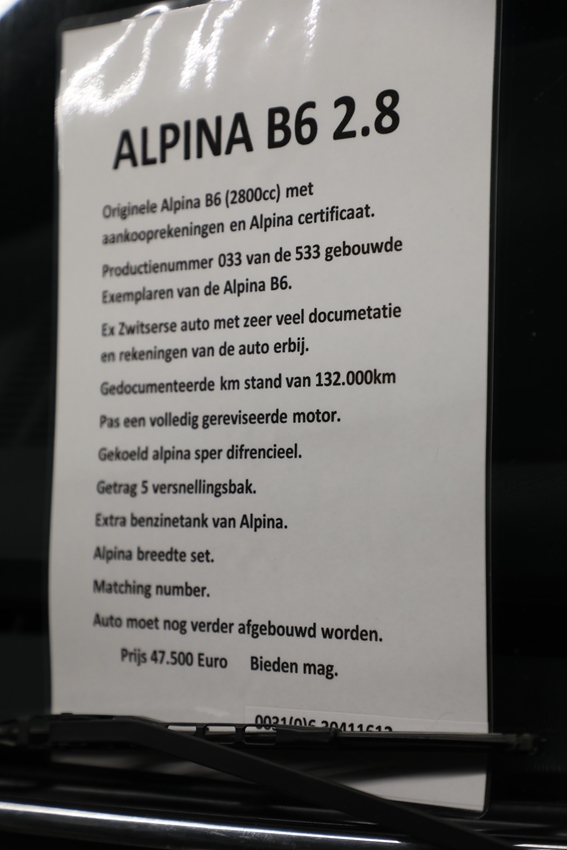 ALPINA B6 2.8
Originele Alpina B6 (2800cc) met
aankooprekeningen en Alpina certificaat.
Productienummer 033 van de 533 gebouwde
Exemplaren van de Alpina B6.
Ex Zwitserse auto met zeer veel documetatie
en rekeningen van de auto erbij.
Gedocumenteerde km stand van 132.000km
Pas een volledig gereviseerde motor.
Gekoeld alpina sper difrencieel.
Getrag 5 versnellingsbak.
Extra benzinetank van Alpina.
Alpina breedte set.
Matching number.
Auto moet nog verder afgebouwd worden.
Prijs 47.500 Euro Bieden mag.